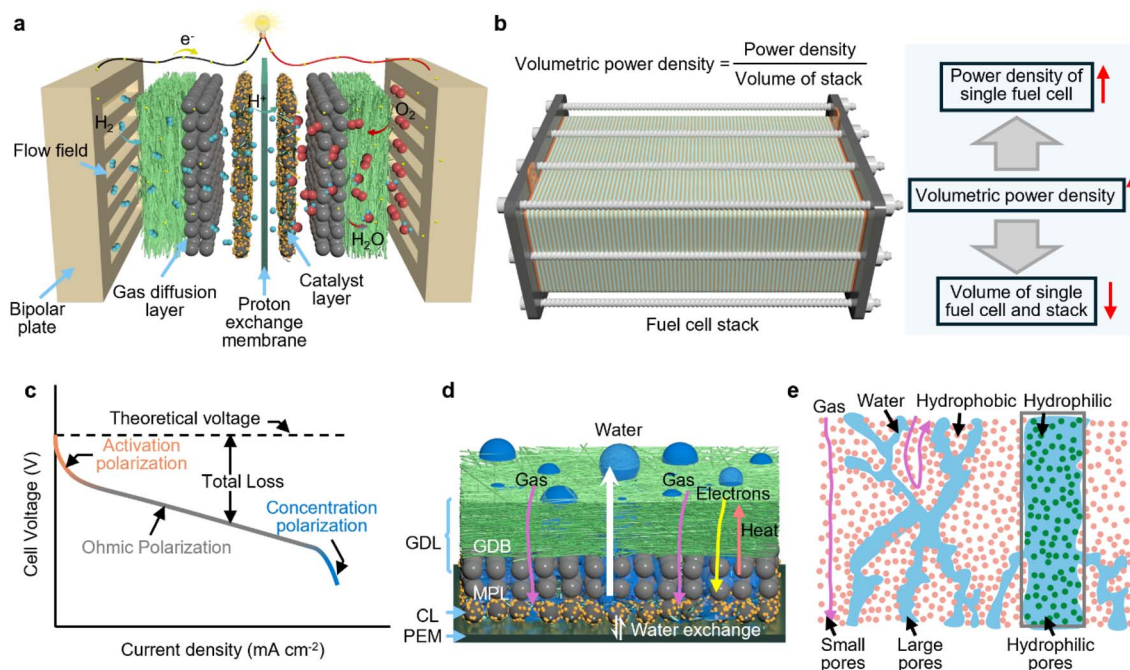 a
e-
H+
H2
O2
Flow field
H2O
Bipolar
plate
Gas diffusion
layer
Proton
exchange
membrane
Catalyst
layer
b
Volumetric power density = Power density
Volume of stack
Fuel cell stack
Power density of
single fuel cell
Volumetric power density
Volume of single
fuel cell and stack
c
Theoretical voltage
Activation
polarization
Total Loss
Concentration
polarization
Ohmic Polarization
Cell Voltage (V)
Current density (mA cm-2)
d
Water
Gas
Gas
Electrons
Heat
GDL
GDB
MPL
CL
PEM
Water exchange
e
Gas
Water
Hydrophobic
Hydrophilic
Small
pores
Large
pores
Hydrophilic
pores